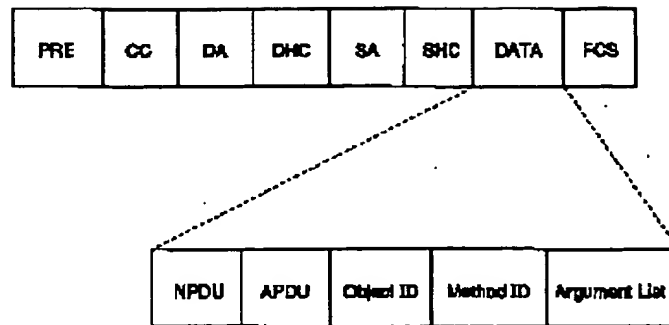 PRE CC DA DHC SA SHC DATA FCS
NPDU APDU Object ID Method ID Argument List